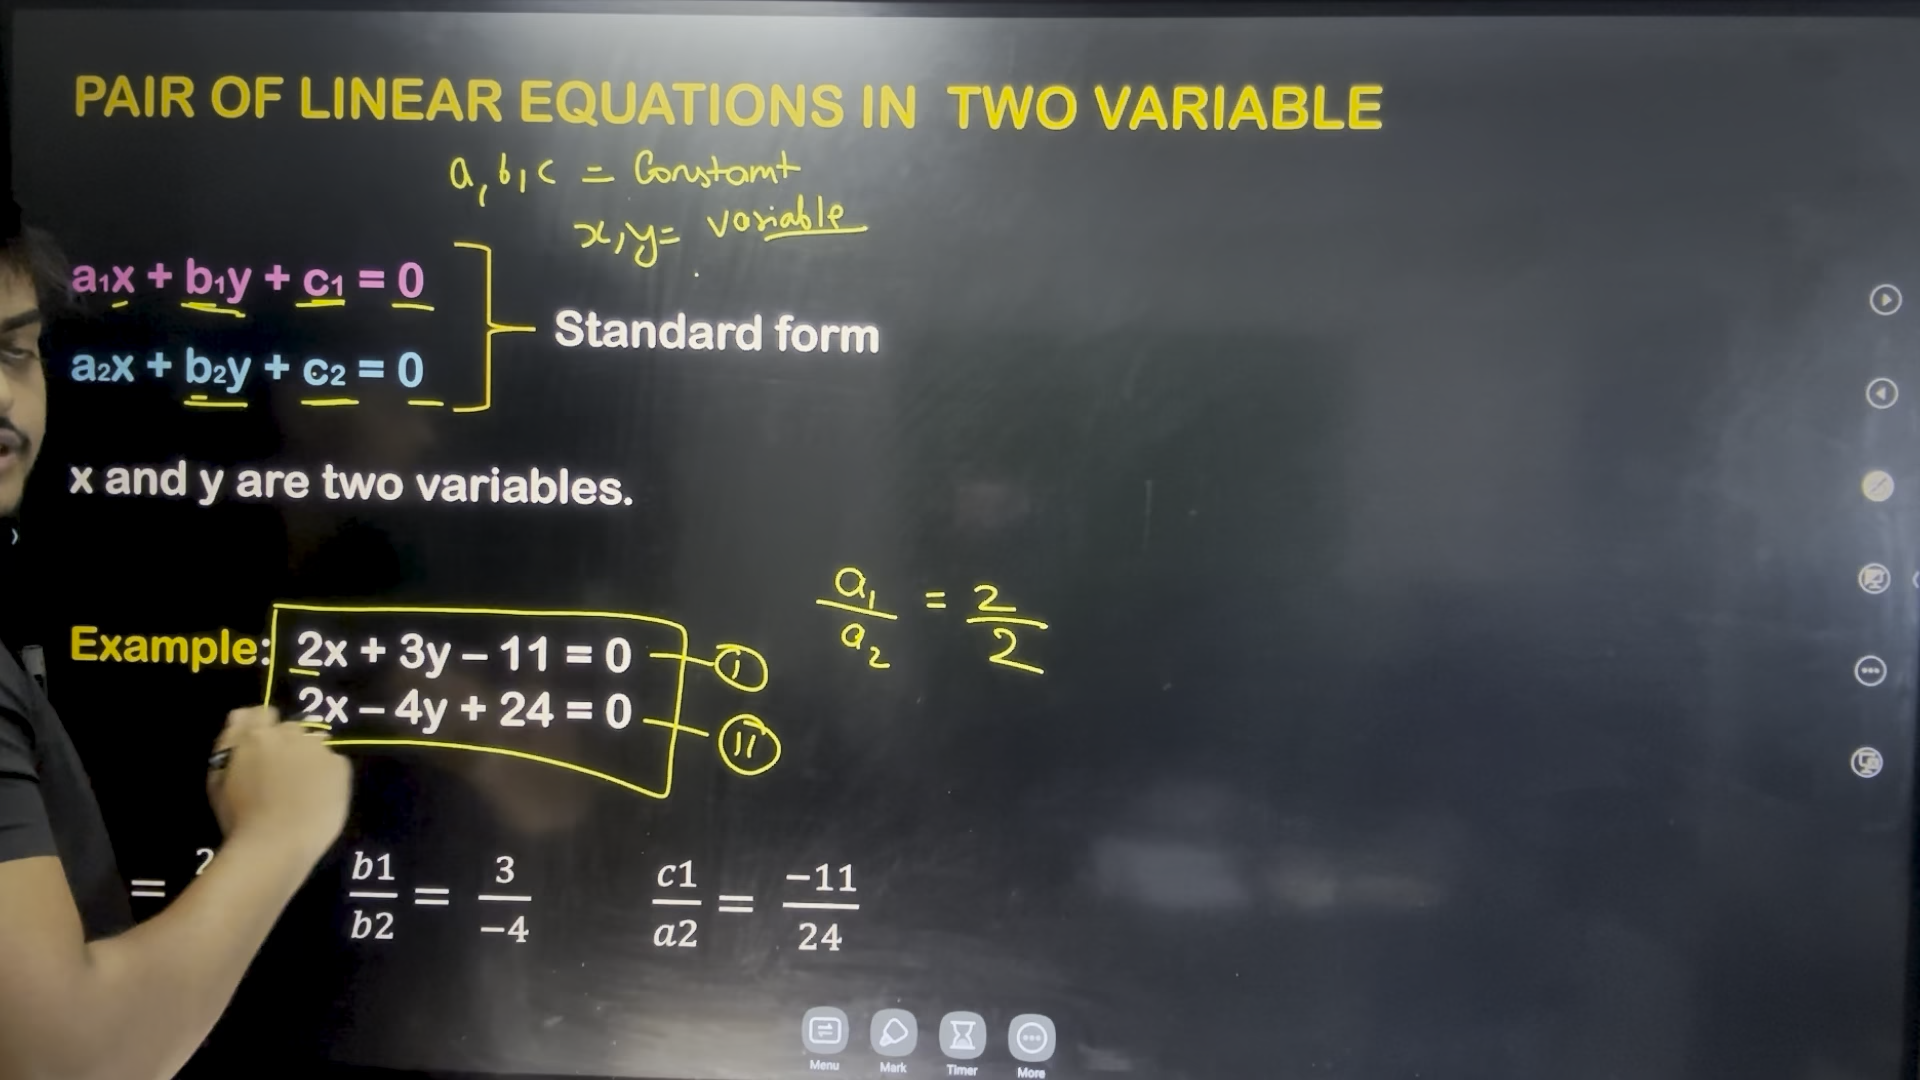 PAIR OF LINEAR EQUATIONS IN TWO VARIABLE
a, b, c = Constamt
x, y = variable
a1x + b1y + c1 = 0
a2x + b2y + c2 = 0
Standard form
x and y are two variables.
Example: 2x + 3y – 11 = 0 — i
2x – 4y + 24 = 0 — ii
a₁/a₂ = 2/2
= 2
b1/b2 = 3/−4
c1/a2 = −11/24
Menu Mark Timer More